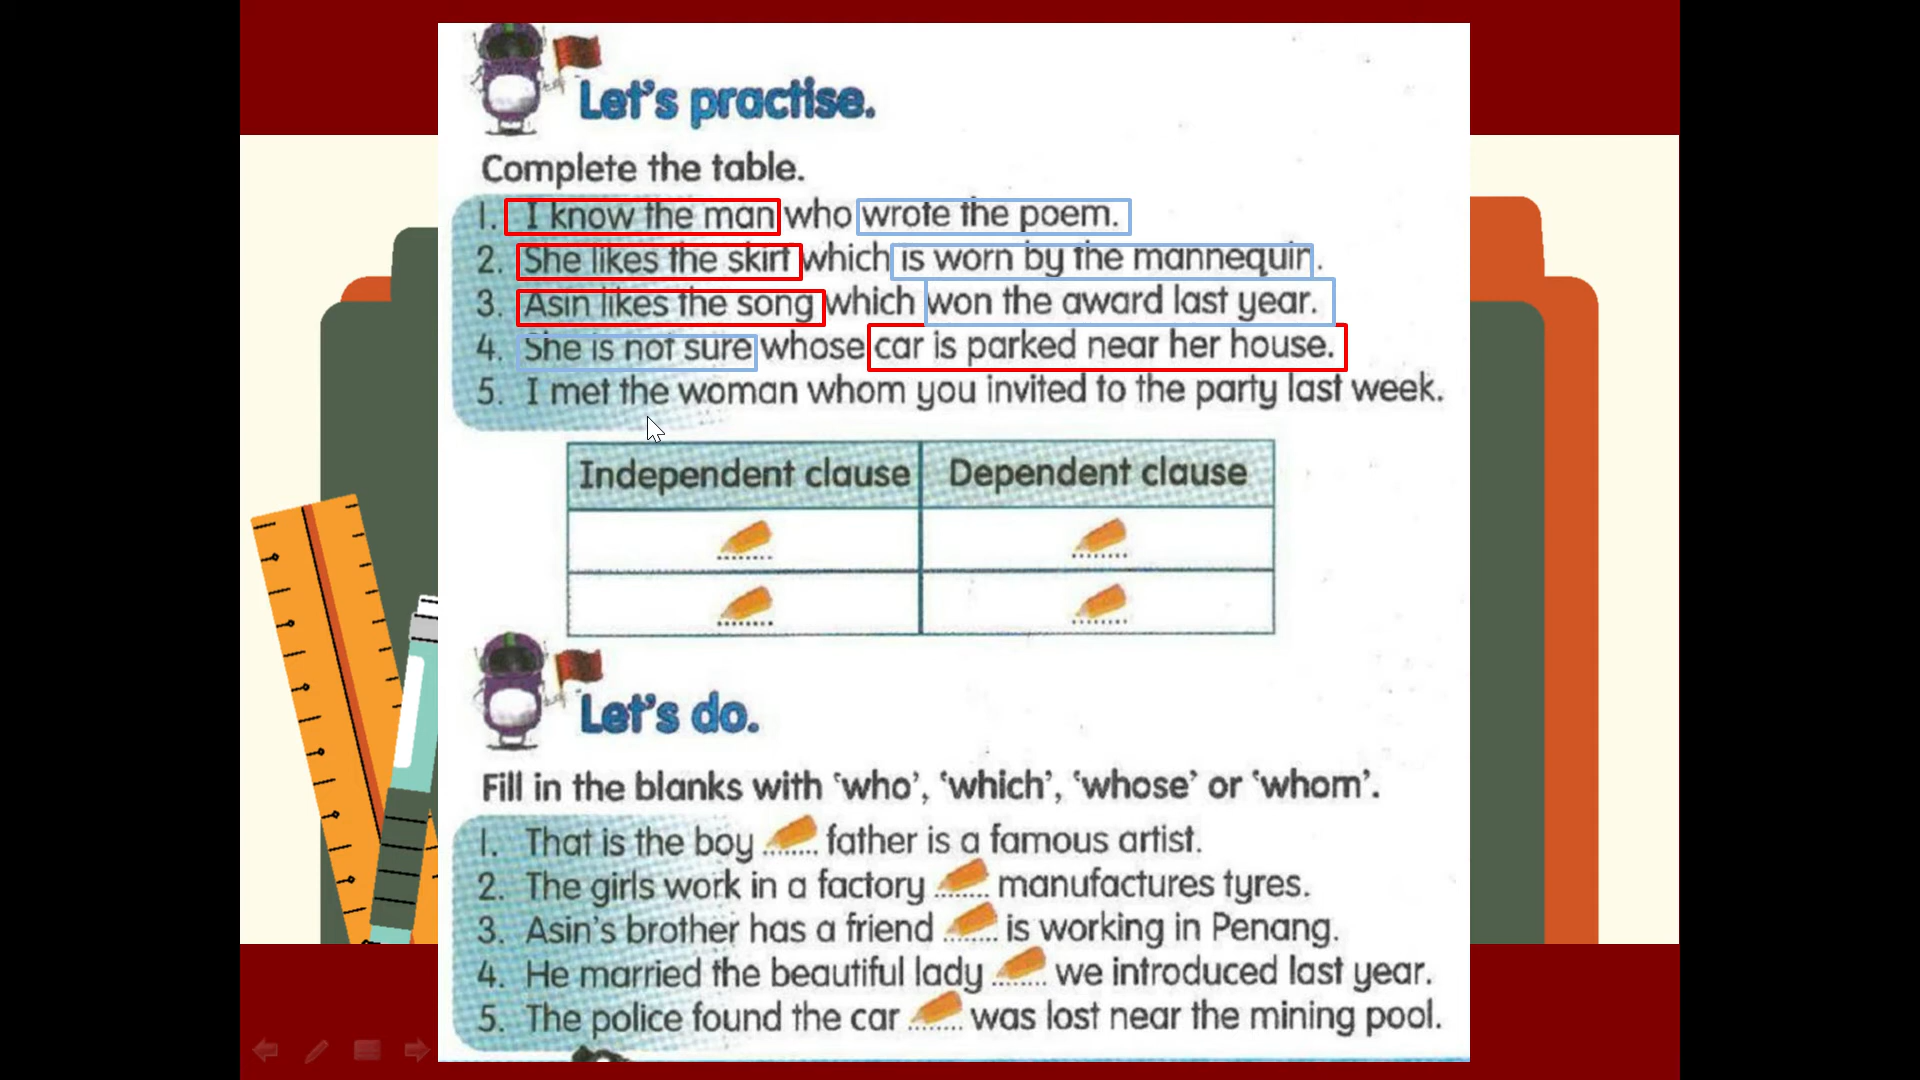 Let's practise.
Complete the table.
1. I know the man who wrote the poem.
2. She likes the skirt which is worn by the mannequin.
3. Asin likes the song which won the award last year.
4. She is not sure whose car is parked near her house.
5. I met the woman whom you invited to the party last week.
Independent clause Dependent clause
Let's do.
Fill in the blanks with 'who', 'which', 'whose' or 'whom'.
1. That is the boy ........ father is a famous artist.
2. The girls work in a factory ........ manufactures tyres.
3. Asin's brother has a friend ........ is working in Penang.
4. He married the beautiful lady ........ we introduced last year.
5. The police found the car ........ was lost near the mining pool.